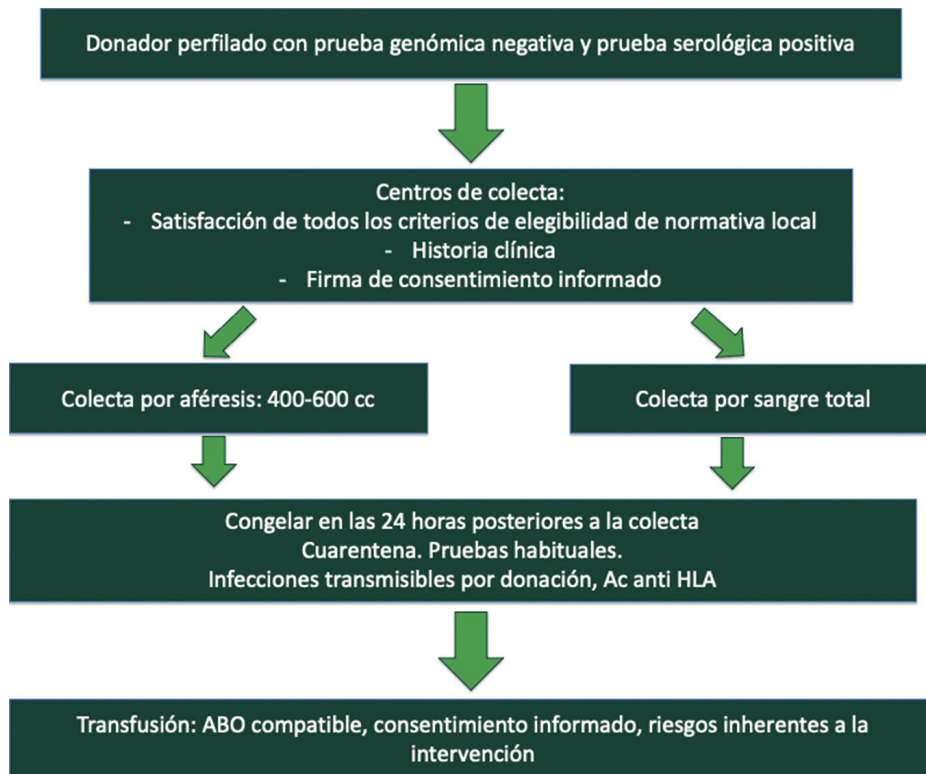 Donador perfilado con prueba genómica negativa y prueba serológica positiva
Centros de colecta:
- Satisfacción de todos los criterios de elegibilidad de normativa local
- Historia clínica
- Firma de consentimiento informado
Colecta por aféresis: 400-600 cc
Colecta por sangre total
Congelar en las 24 horas posteriores a la colecta
Cuarentena. Pruebas habituales.
Infecciones transmisibles por donación, Ac anti HLA
Transfusión: ABO compatible, consentimiento informado, riesgos inherentes a la
intervención